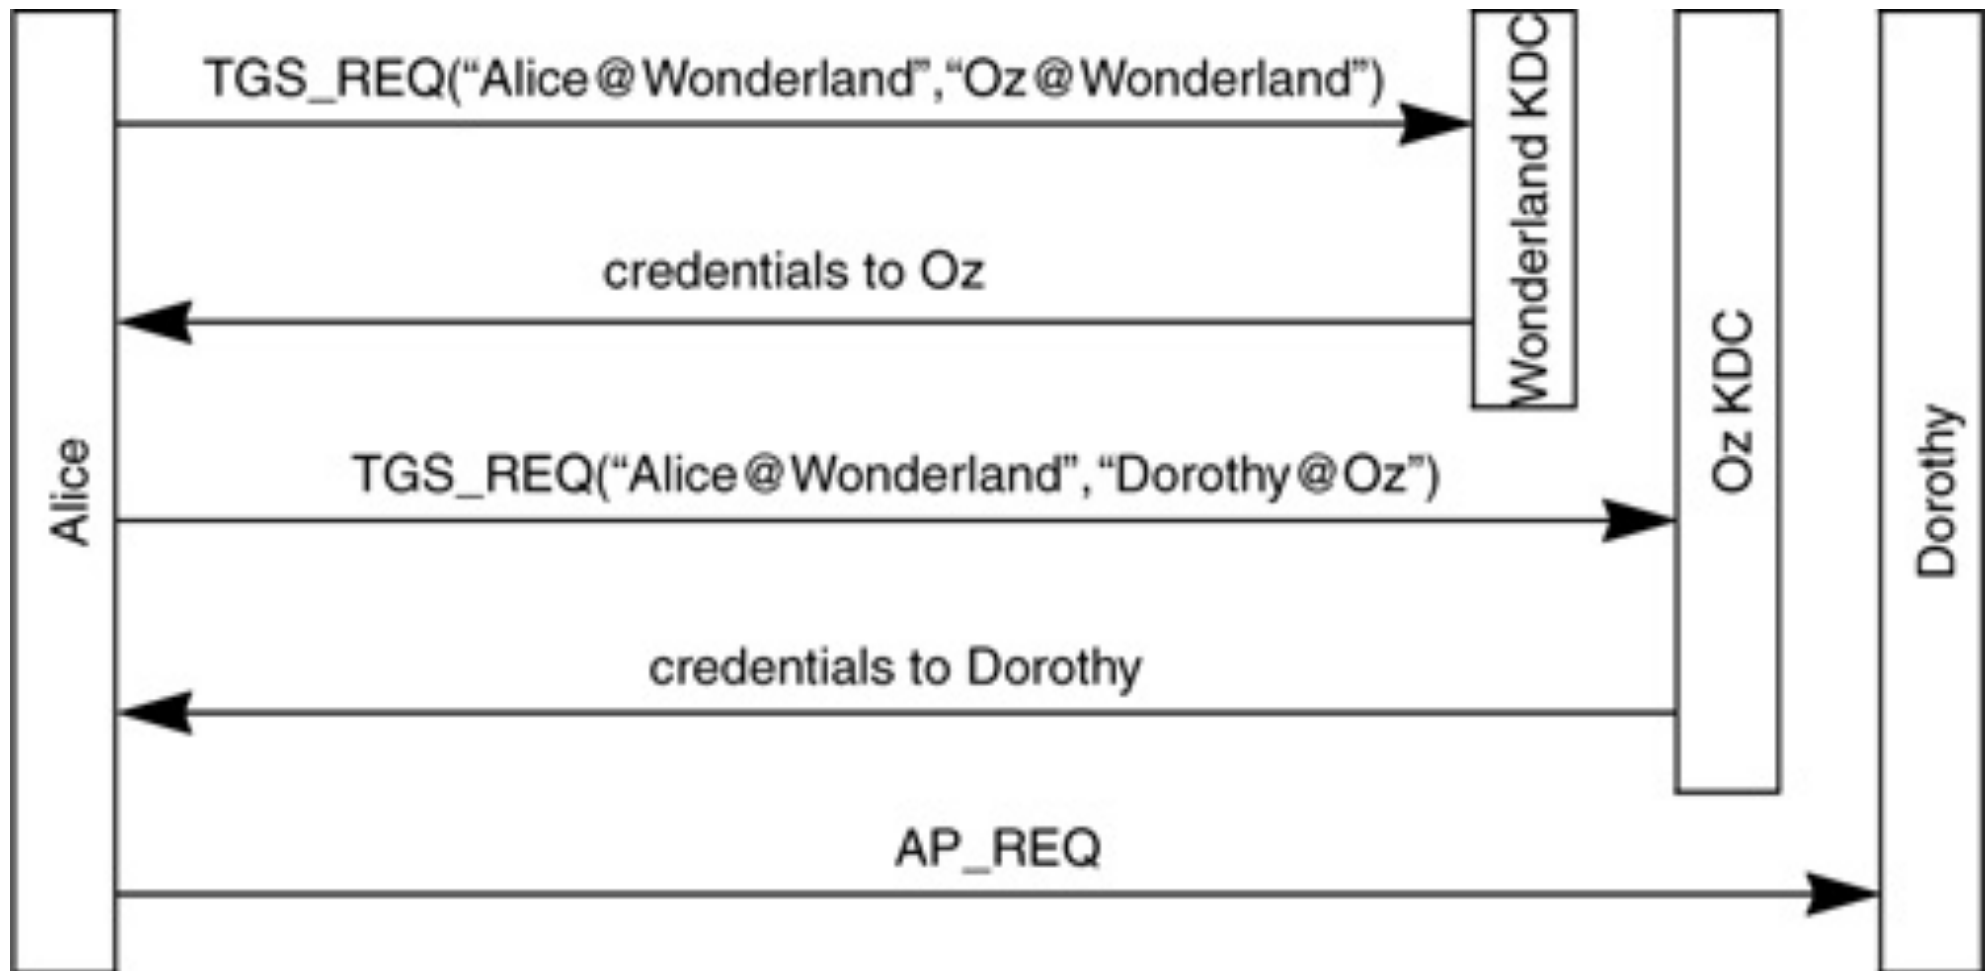 TGS_REQ(“Alice@Wonderland”,“Oz@Wonderland”)
Wonderland KDC
credentials to Oz
Oz KDC
Alice
TGS_REQ(“Alice@Wonderland”,“Dorothy@Oz”)
Dorothy
credentials to Dorothy
AP_REQ